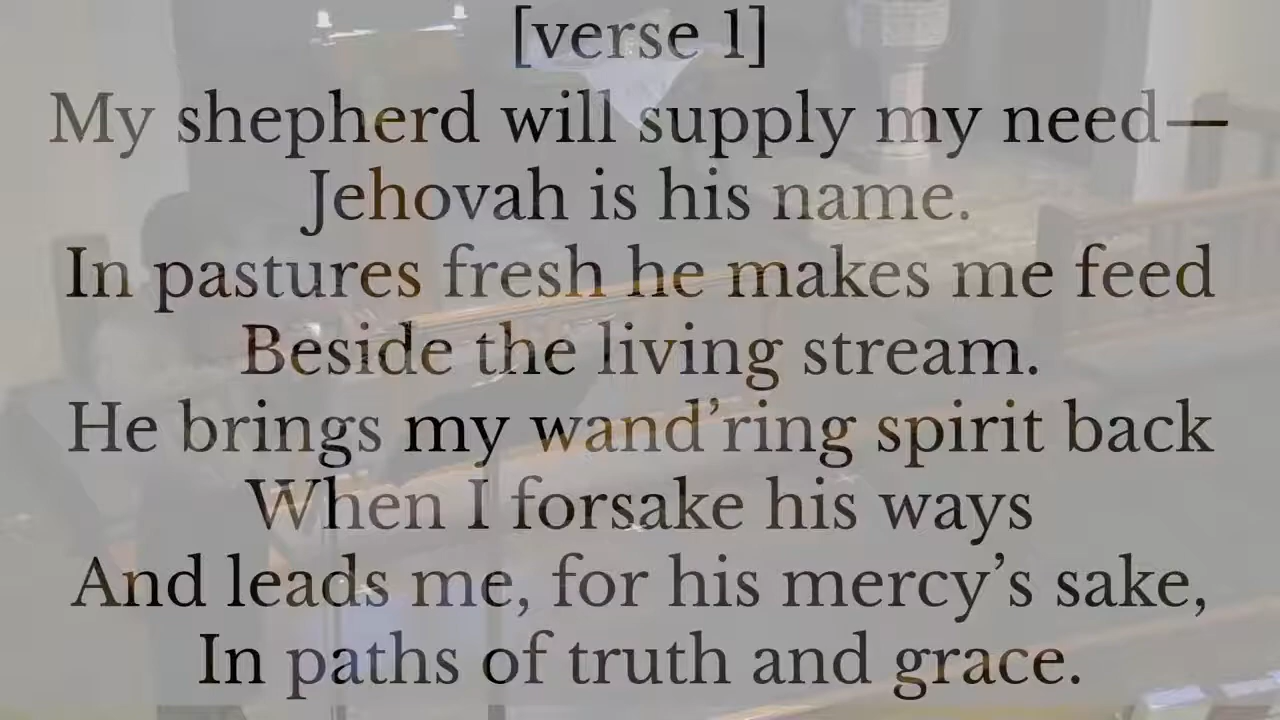 [verse 1]
My shepherd will supply my need—
Jehovah is his name.
In pastures fresh he makes me feed
Beside the living stream.
He brings my wand’ring spirit back
When I forsake his ways
And leads me, for his mercy’s sake,
In paths of truth and grace.